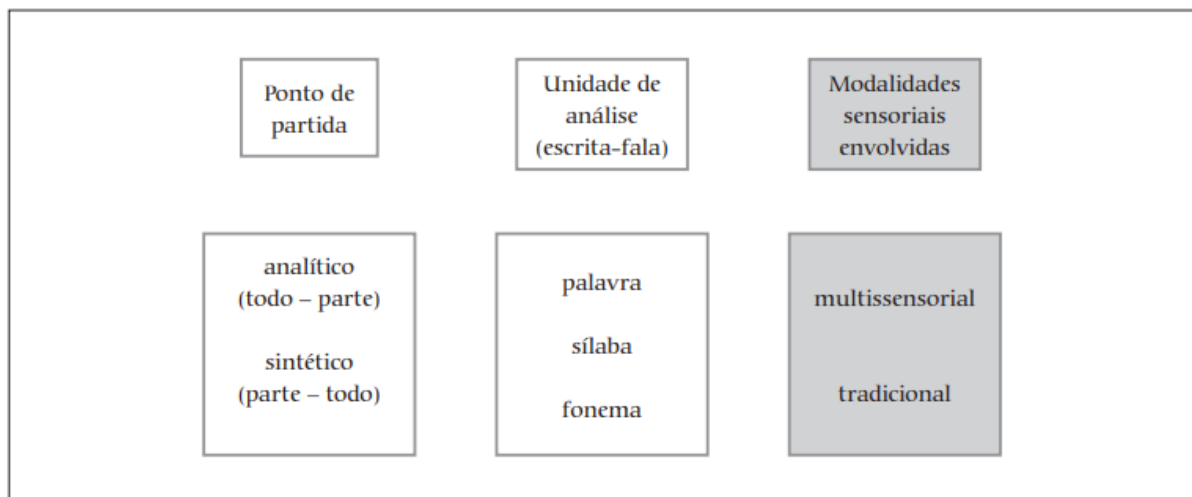 Ponto de
partida
Unidade de
análise
(escrita-fala)
Modalidades
sensoriais
envolvidas
analítico
(todo – parte)
sintético
(parte – todo)
palavra
sílaba
fonema
multissensorial
tradicional